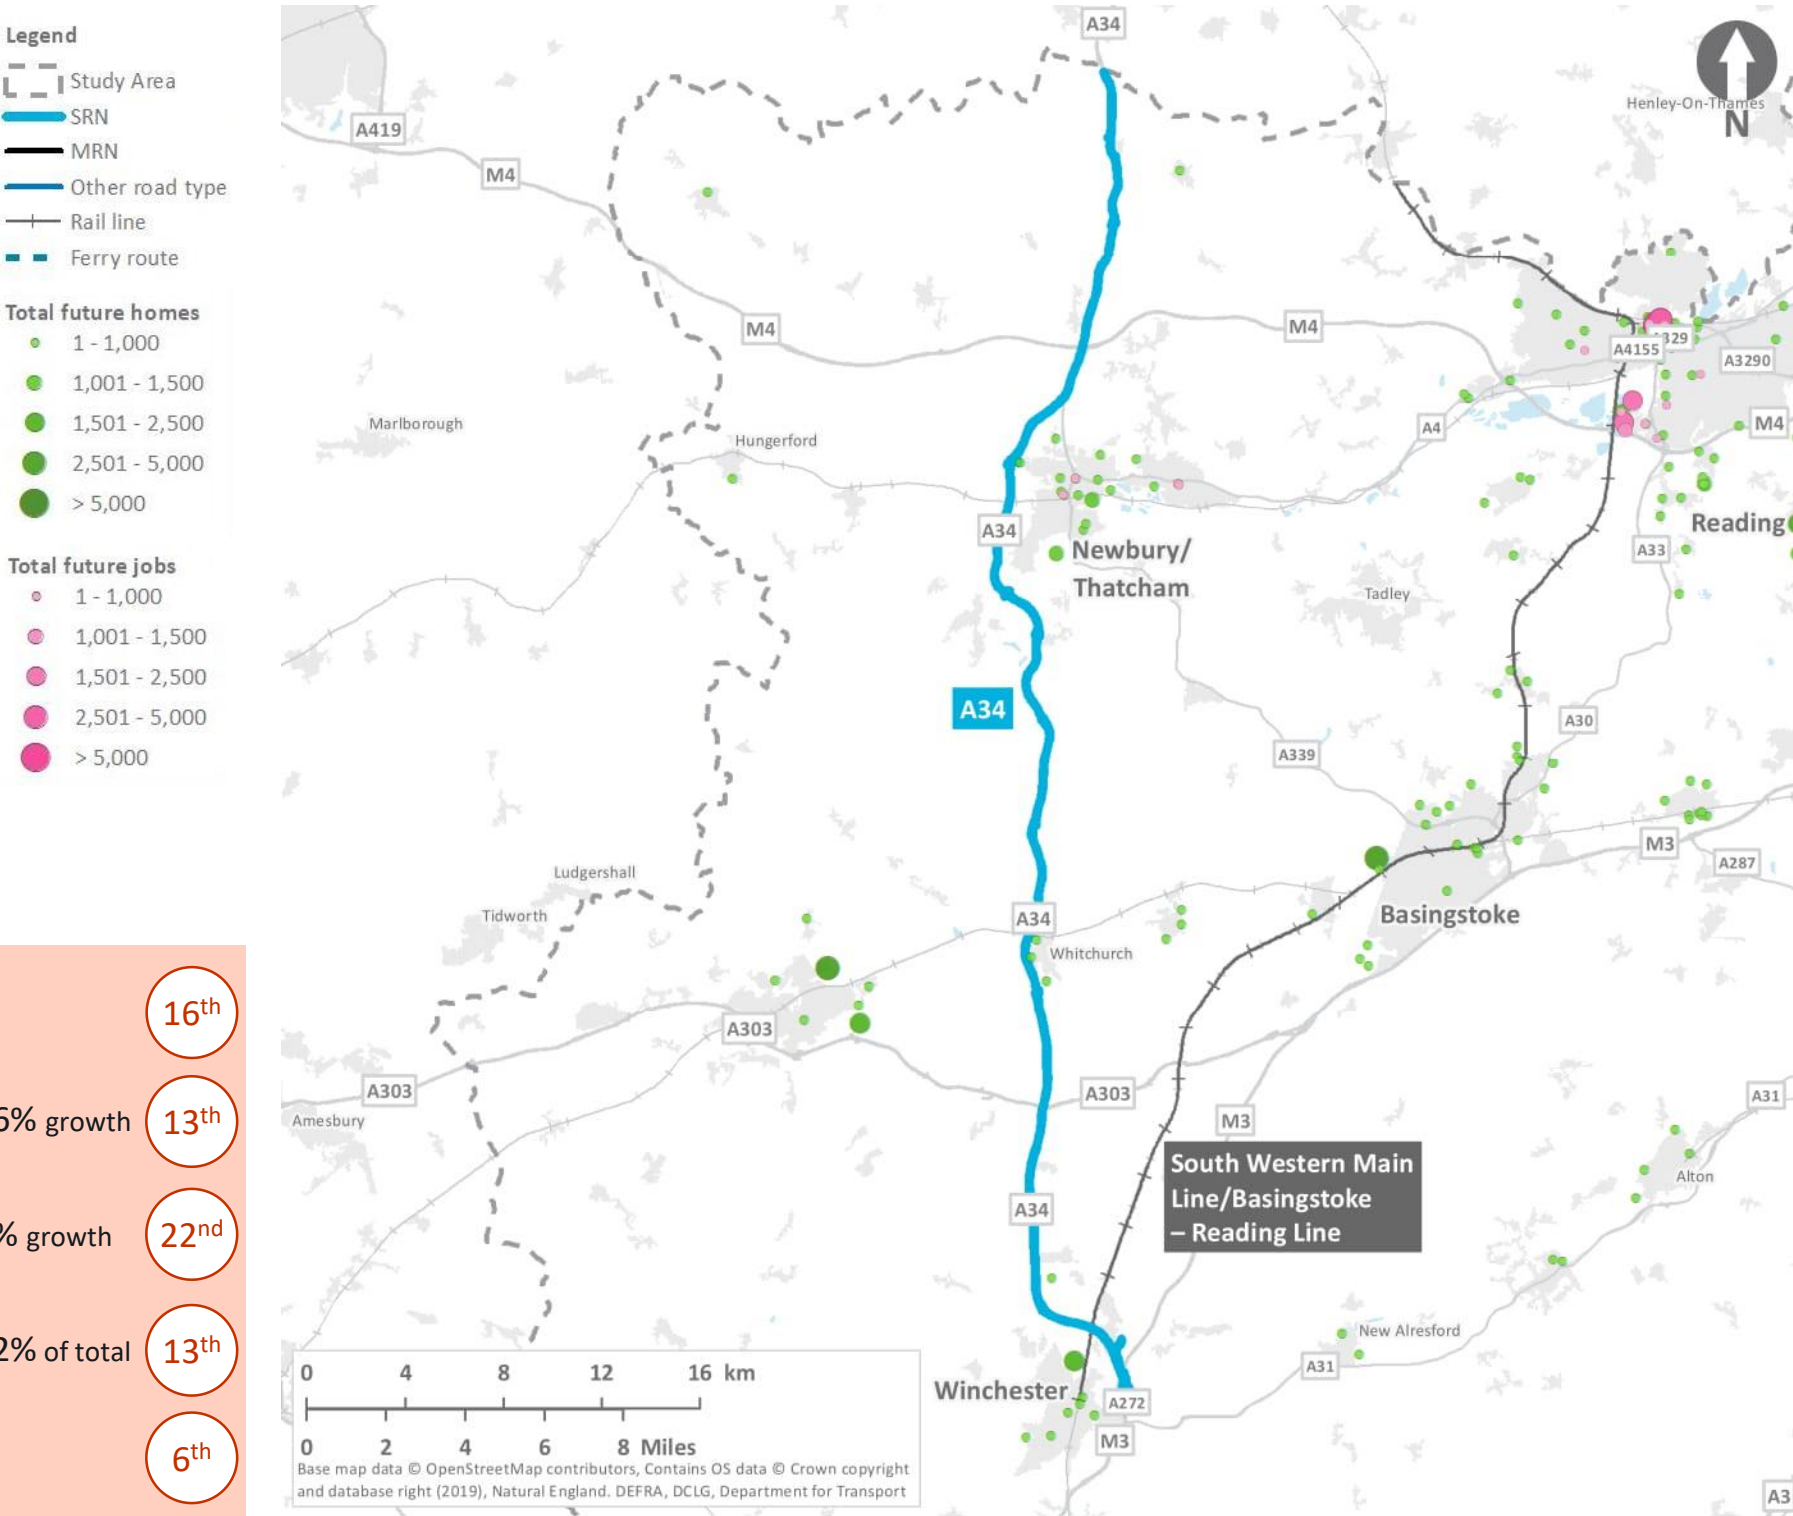 Legend
Study Area
SRN
MRN
Other road type
Rail line
Ferry route
Total future homes
1 - 1,000
1,001 - 1,500
1,501 - 2,500
2,501 - 5,000
> 5,000
Total future jobs
1 - 1,000
1,001 - 1,500
1,501 - 2,500
2,501 - 5,000
> 5,000
16th
growth
13th
% growth
22nd
2% of total
13th
6th
A34
A419
M4
Henley-On-Thames
N
M4
M4
A4155
A3290
Marlborough
Hungerford
A4
M4
A34
Newbury/
Thatcham
Reading
A33
Tadley
A34
A30
A339
M3
A287
Ludgershall
Tidworth
A34
Whitchurch
Basingstoke
A303
A303
A303
Amesbury
M3
A31
South Western Main
Line/Basingstoke
– Reading Line
Alton
A34
New Alresford
A31
Winchester
A272
M3
A3
0 4 8 12 16 km
0 2 4 6 8 Miles
Base map data © OpenStreetMap contributors, Contains OS data © Crown copyright
and database right (2019), Natural England. DEFRA, DCLG, Department for Transport